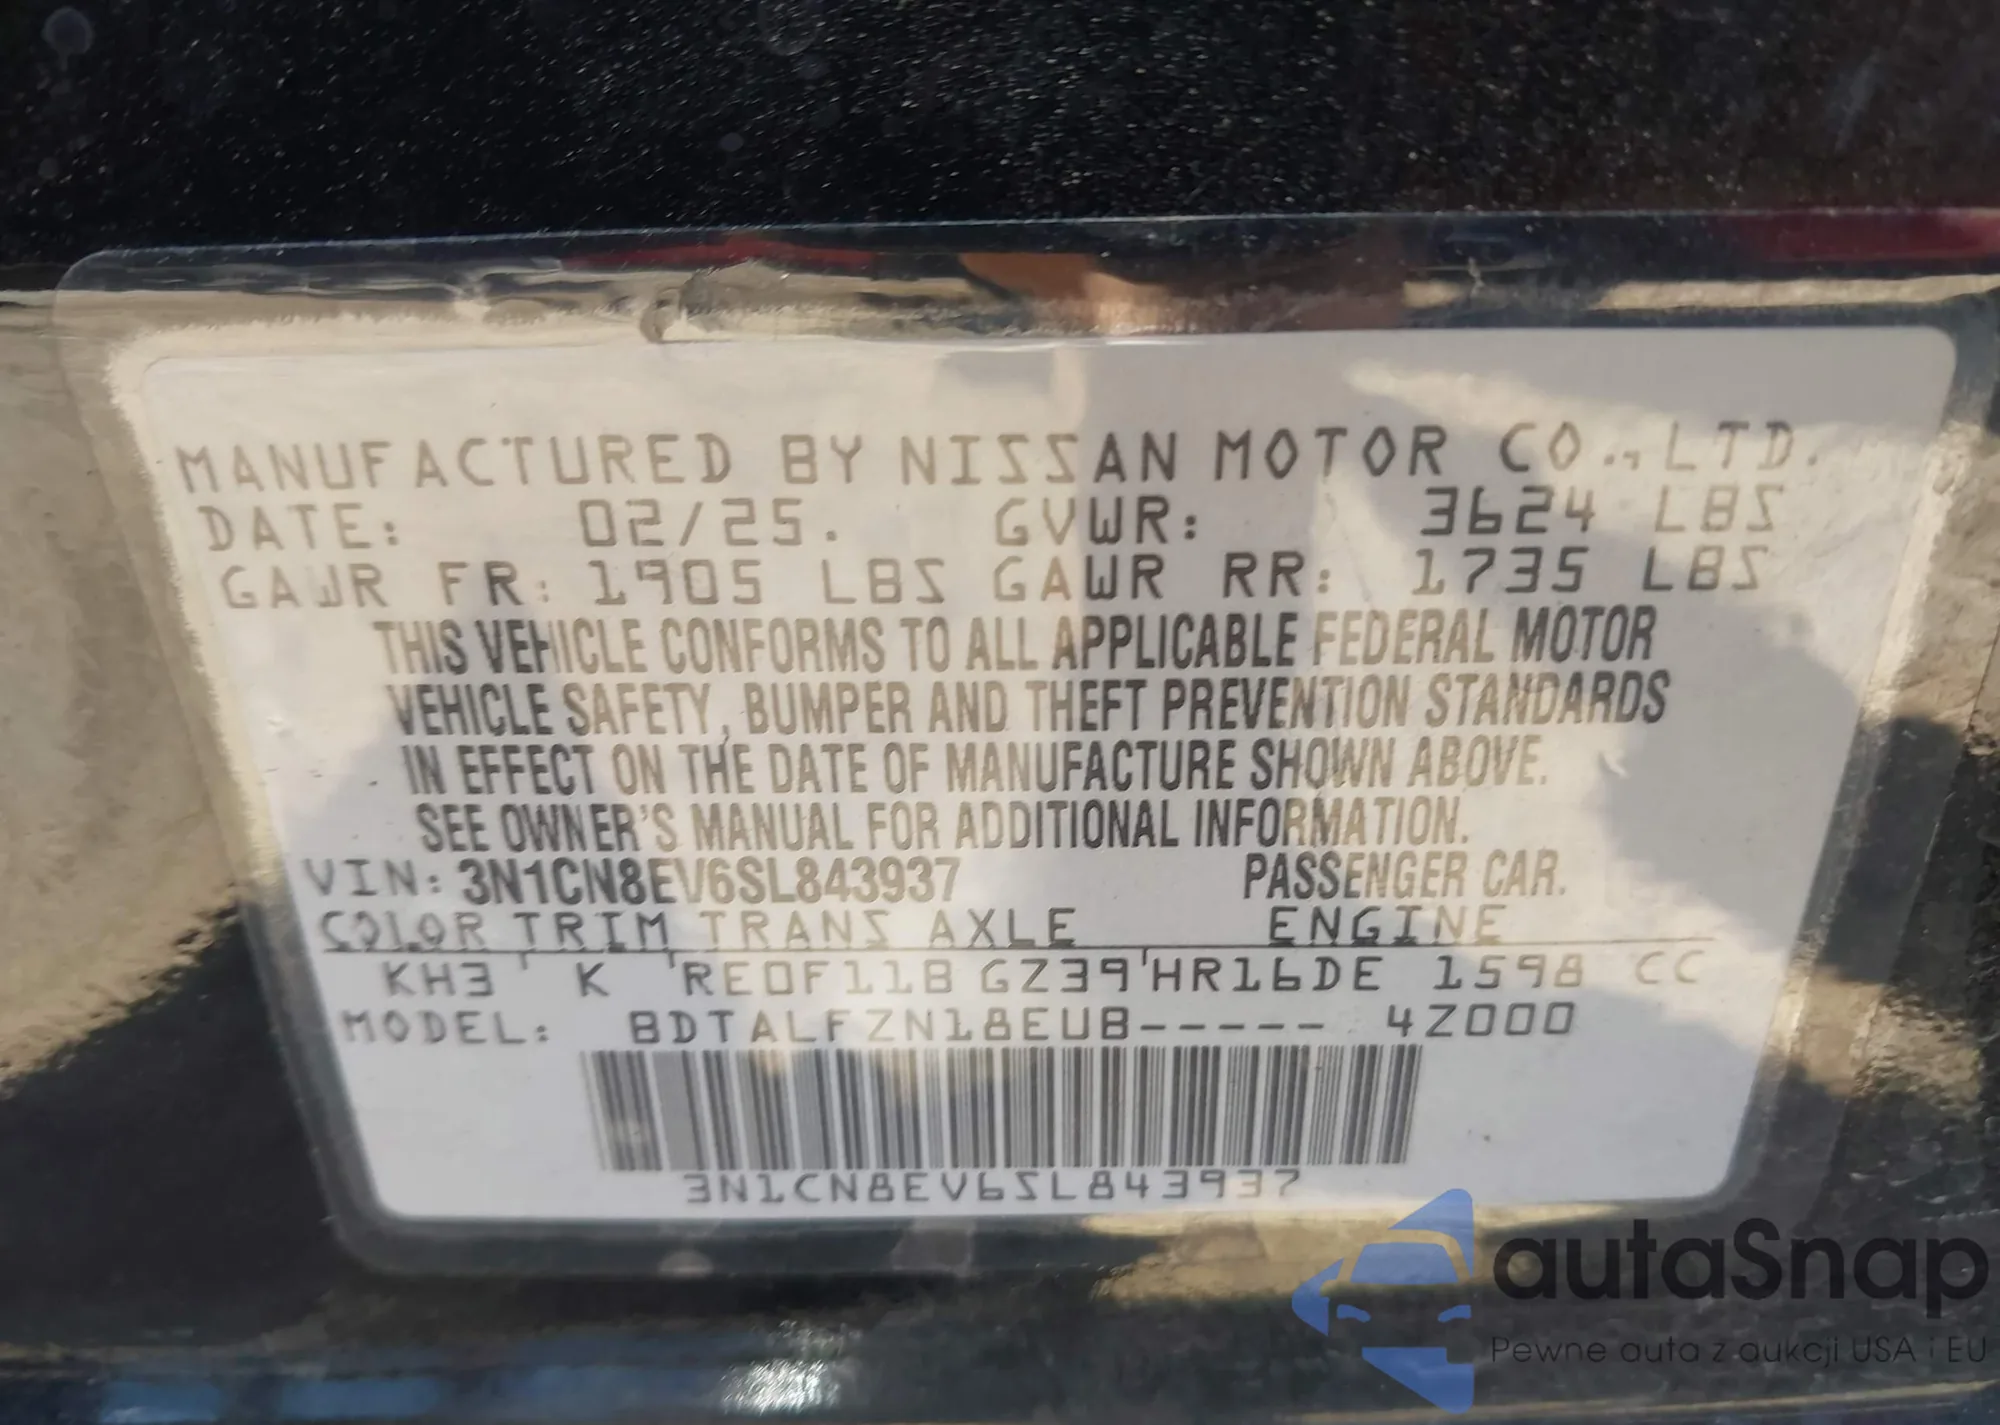 MANUFACTURED BY NISSAN MOTOR CO., LTD.
DATE: 02/25. GVWR: 3624 LBS
GAWR FR: 1905 LBS GAWR RR: 1735 LBS
THIS VEHICLE CONFORMS TO ALL APPLICABLE FEDERAL MOTOR
VEHICLE SAFETY, BUMPER AND THEFT PREVENTION STANDARDS
IN EFFECT ON THE DATE OF MANUFACTURE SHOWN ABOVE.
SEE OWNER'S MANUAL FOR ADDITIONAL INFORMATION.
VIN: 3N1CN8EV6SL843937 PASSENGER CAR.
COLOR TRIM TRANS AXLE ENGINE
KH3 K RE0F11B GZ39 HR16DE 1598 CC
MODEL: BDTALFZN18EUB----- 4Z000
3N1CN8EV6SL843937
autaSnap
Pewne auta z aukcji USA i EU